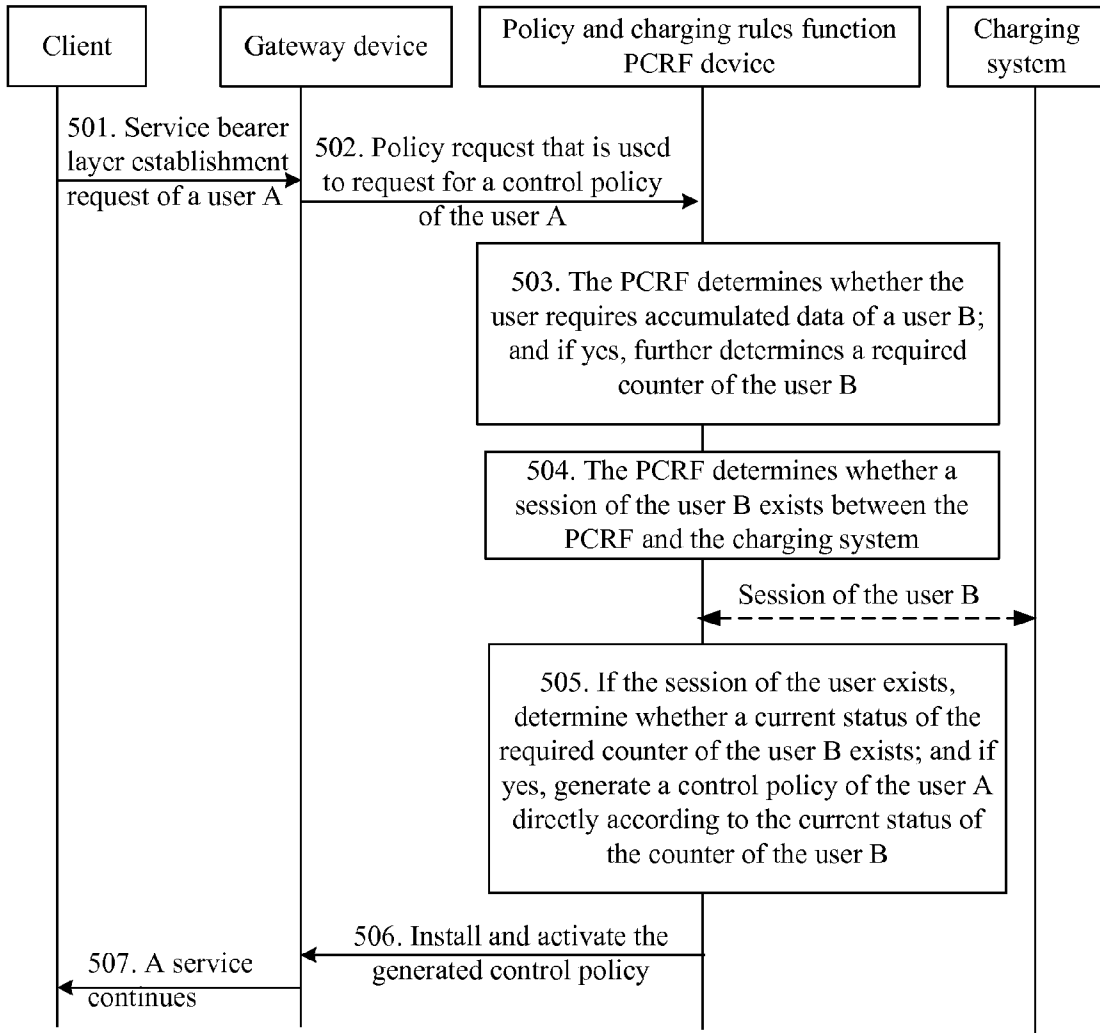 Client
Gateway device
Policy and charging rules function
PCRF device
Charging
system
501. Service bearer
layer establishment
request of a user A
502. Policy request that is used
to request for a control policy
of the user A
503. The PCRF determines whether the
user requires accumulated data of a user B;
and if yes, further determines a required
counter of the user B
504. The PCRF determines whether a
session of the user B exists between the
PCRF and the charging system
Session of the user B
505. If the session of the user exists,
determine whether a current status of the
required counter of the user B exists; and if
yes, generate a control policy of the user A
directly according to the current status of
the counter of the user B
506. Install and activate the
generated control policy
507. A service
continues